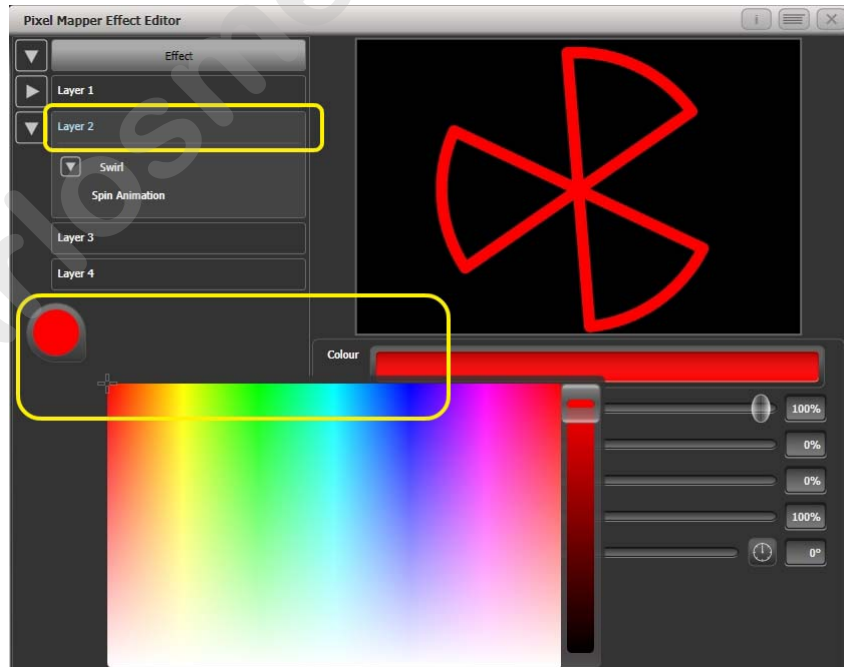 Pixel Mapper Effect Editor
i
Effect
Layer 1
Layer 2
Swirl
Spin Animation
Layer 3
Layer 4
Colour
100%
0%
0%
100%
0°